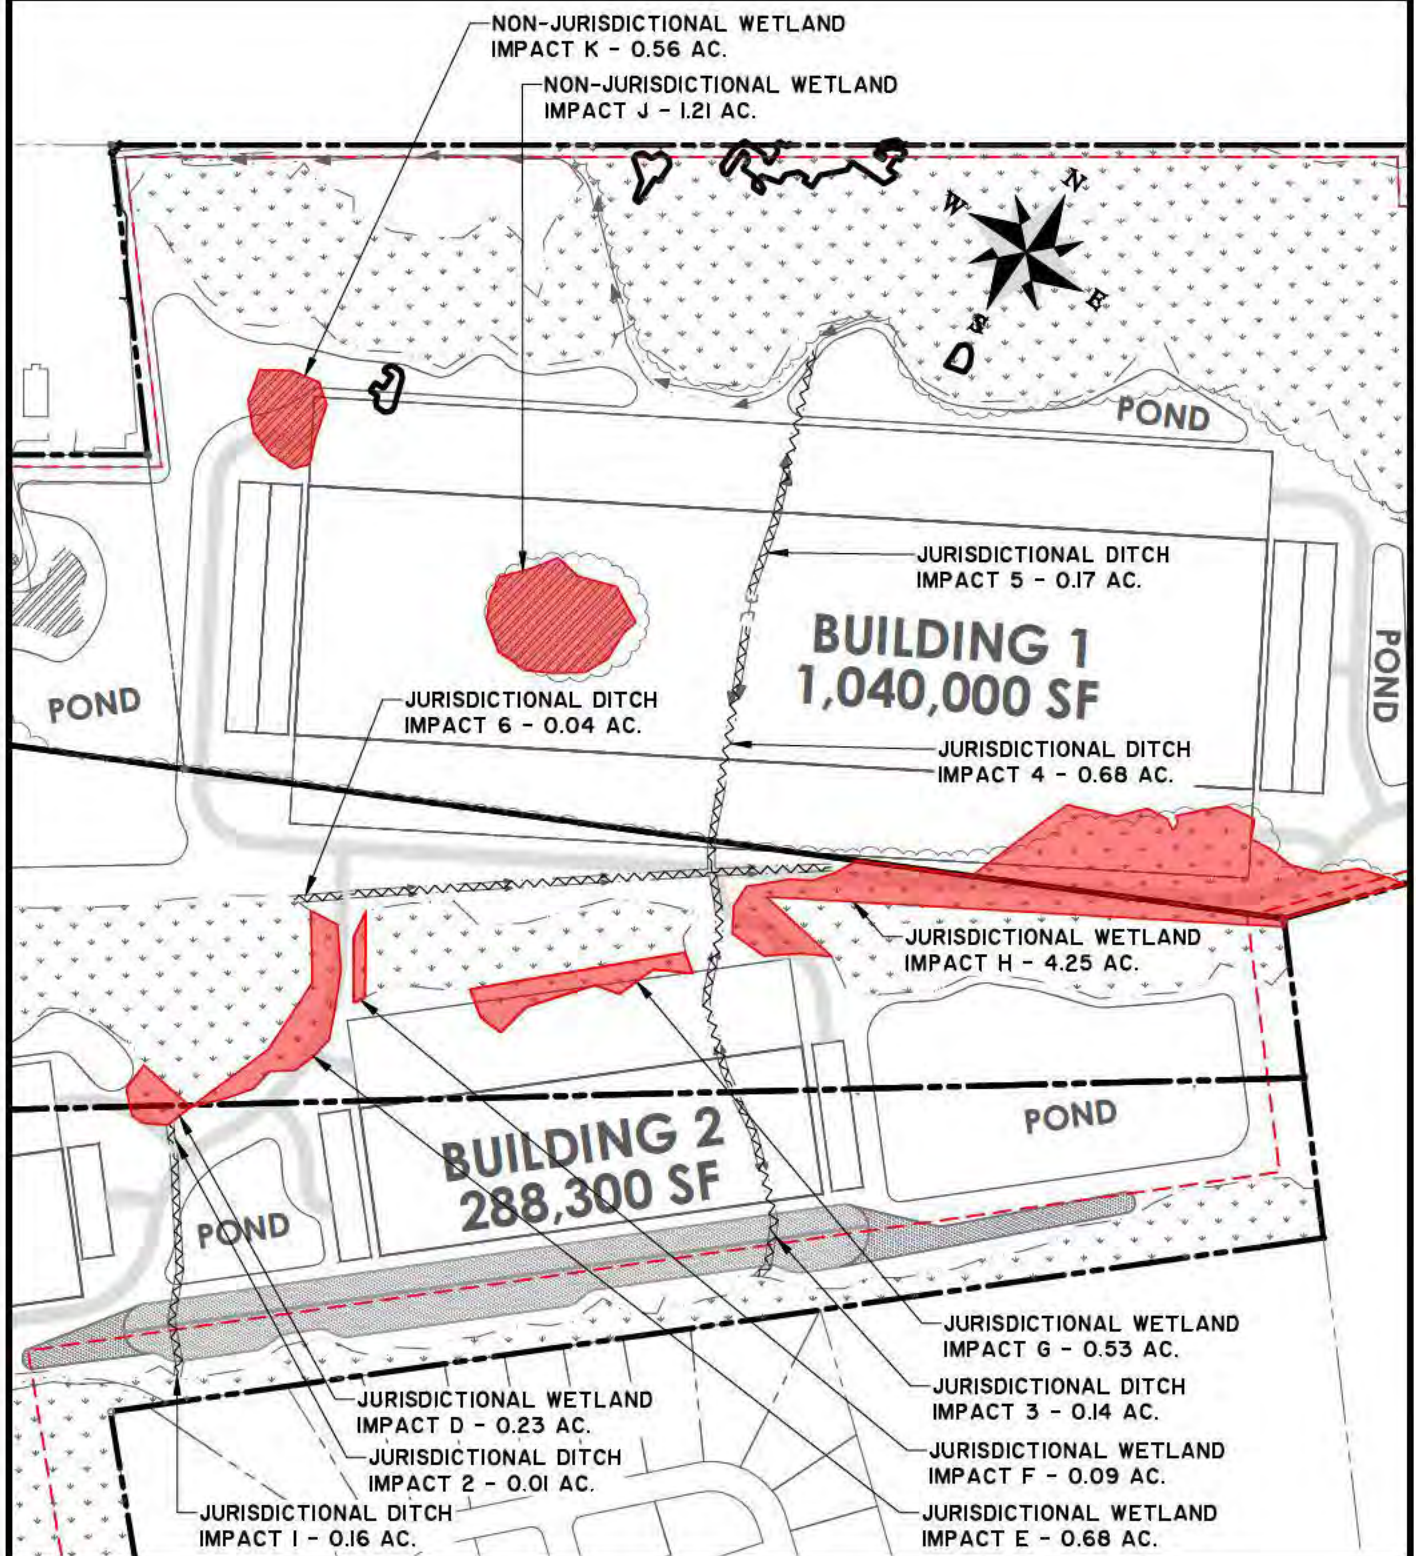 NON-JURISDICTIONAL WETLAND
IMPACT K - 0.56 AC.
NON-JURISDICTIONAL WETLAND
IMPACT J - 1.21 AC.
N
W
E
S
POND
JURISDICTIONAL DITCH
IMPACT 5 - 0.17 AC.
BUILDING 1
1,040,000 SF
POND
POND
JURISDICTIONAL DITCH
IMPACT 6 - 0.04 AC.
JURISDICTIONAL DITCH
IMPACT 4 - 0.68 AC.
JURISDICTIONAL WETLAND
IMPACT H - 4.25 AC.
BUILDING 2
288,300 SF
POND
POND
JURISDICTIONAL WETLAND
IMPACT G - 0.53 AC.
JURISDICTIONAL DITCH
IMPACT 3 - 0.14 AC.
JURISDICTIONAL WETLAND
IMPACT D - 0.23 AC.
JURISDICTIONAL DITCH
IMPACT 2 - 0.01 AC.
JURISDICTIONAL WETLAND
IMPACT F - 0.09 AC.
JURISDICTIONAL DITCH
IMPACT 1 - 0.16 AC.
JURISDICTIONAL WETLAND
IMPACT E - 0.68 AC.